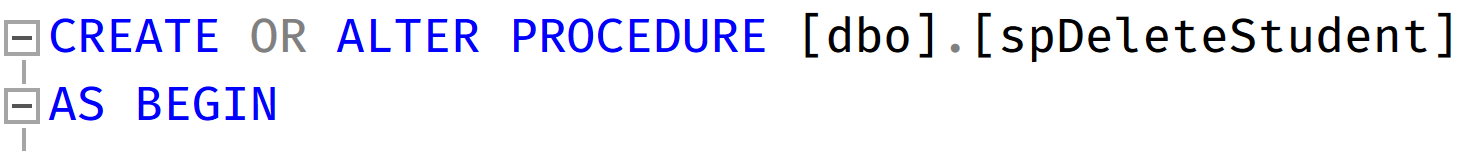 CREATE OR ALTER PROCEDURE [dbo].[spDeleteStudent]
AS BEGIN